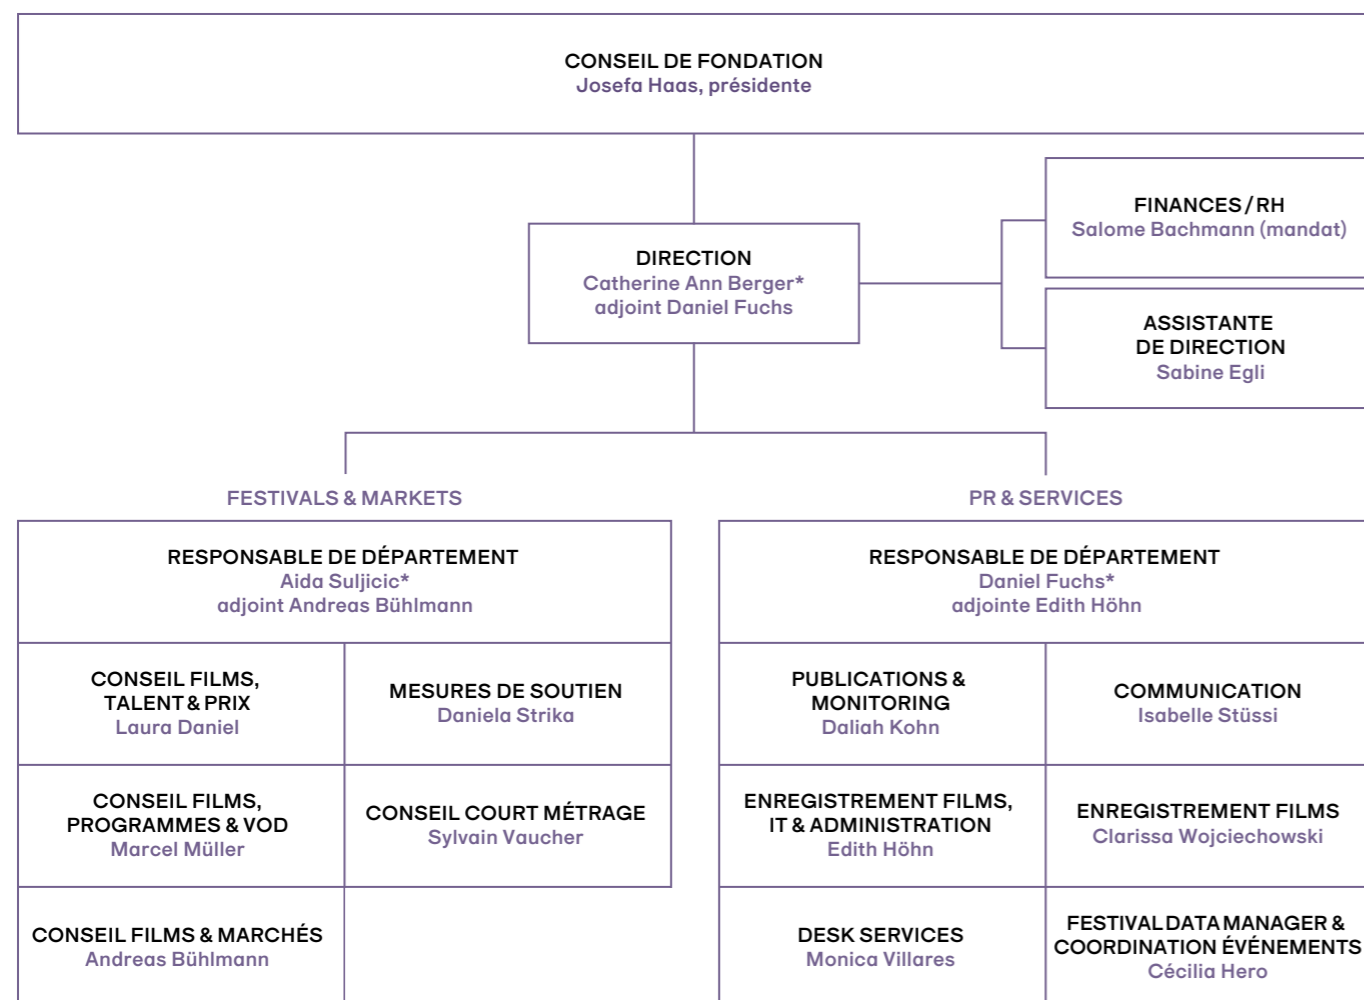 CONSEIL DE FONDATION
Josefa Haas, présidente
FINANCES / RH
Salome Bachmann (mandat)
DIRECTION
Catherine Ann Berger*
adjoint Daniel Fuchs
ASSISTANTE
DE DIRECTION
Sabine Egli
FESTIVALS & MARKETS
RESPONSABLE DE DÉPARTEMENT
Aida Suljicic*
adjoint Andreas Bühlmann
CONSEIL FILMS,
TALENT & PRIX
Laura Daniel
MESURES DE SOUTIEN
Daniela Strika
CONSEIL FILMS,
PROGRAMMES & VOD
Marcel Müller
CONSEIL COURT MÉTRAGE
Sylvain Vaucher
CONSEIL FILMS & MARCHÉS
Andreas Bühlmann
PR & SERVICES
RESPONSABLE DE DÉPARTEMENT
Daniel Fuchs*
adjointe Edith Höhn
PUBLICATIONS &
MONITORING
Daliah Kohn
COMMUNICATION
Isabelle Stüssi
ENREGISTREMENT FILMS,
IT & ADMINISTRATION
Edith Höhn
ENREGISTREMENT FILMS
Clarissa Wojciechowski
DESK SERVICES
Monica Villares
FESTIVAL DATA MANAGER &
COORDINATION ÉVÉNEMENTS
Cécilia Hero